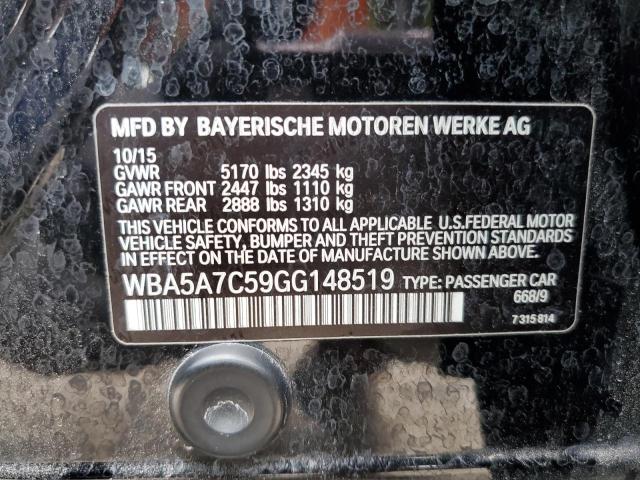 MFD BY BAYERISCHE MOTOREN WERKE AG
10/15
GVWR 5170 lbs 2345 kg
GAWR FRONT 2447 lbs 1110 kg
GAWR REAR 2888 lbs 1310 kg
THIS VEHICLE CONFORMS TO ALL APPLICABLE U.S.FEDERAL MOTOR
VEHICLE SAFETY, BUMPER AND THEFT PREVENTION STANDARDS
IN EFFECT ON THE DATE OF MANUFACTURE SHOWN ABOVE.
WBA5A7C59GG148519 TYPE: PASSENGER CAR
668/9
7 315 814